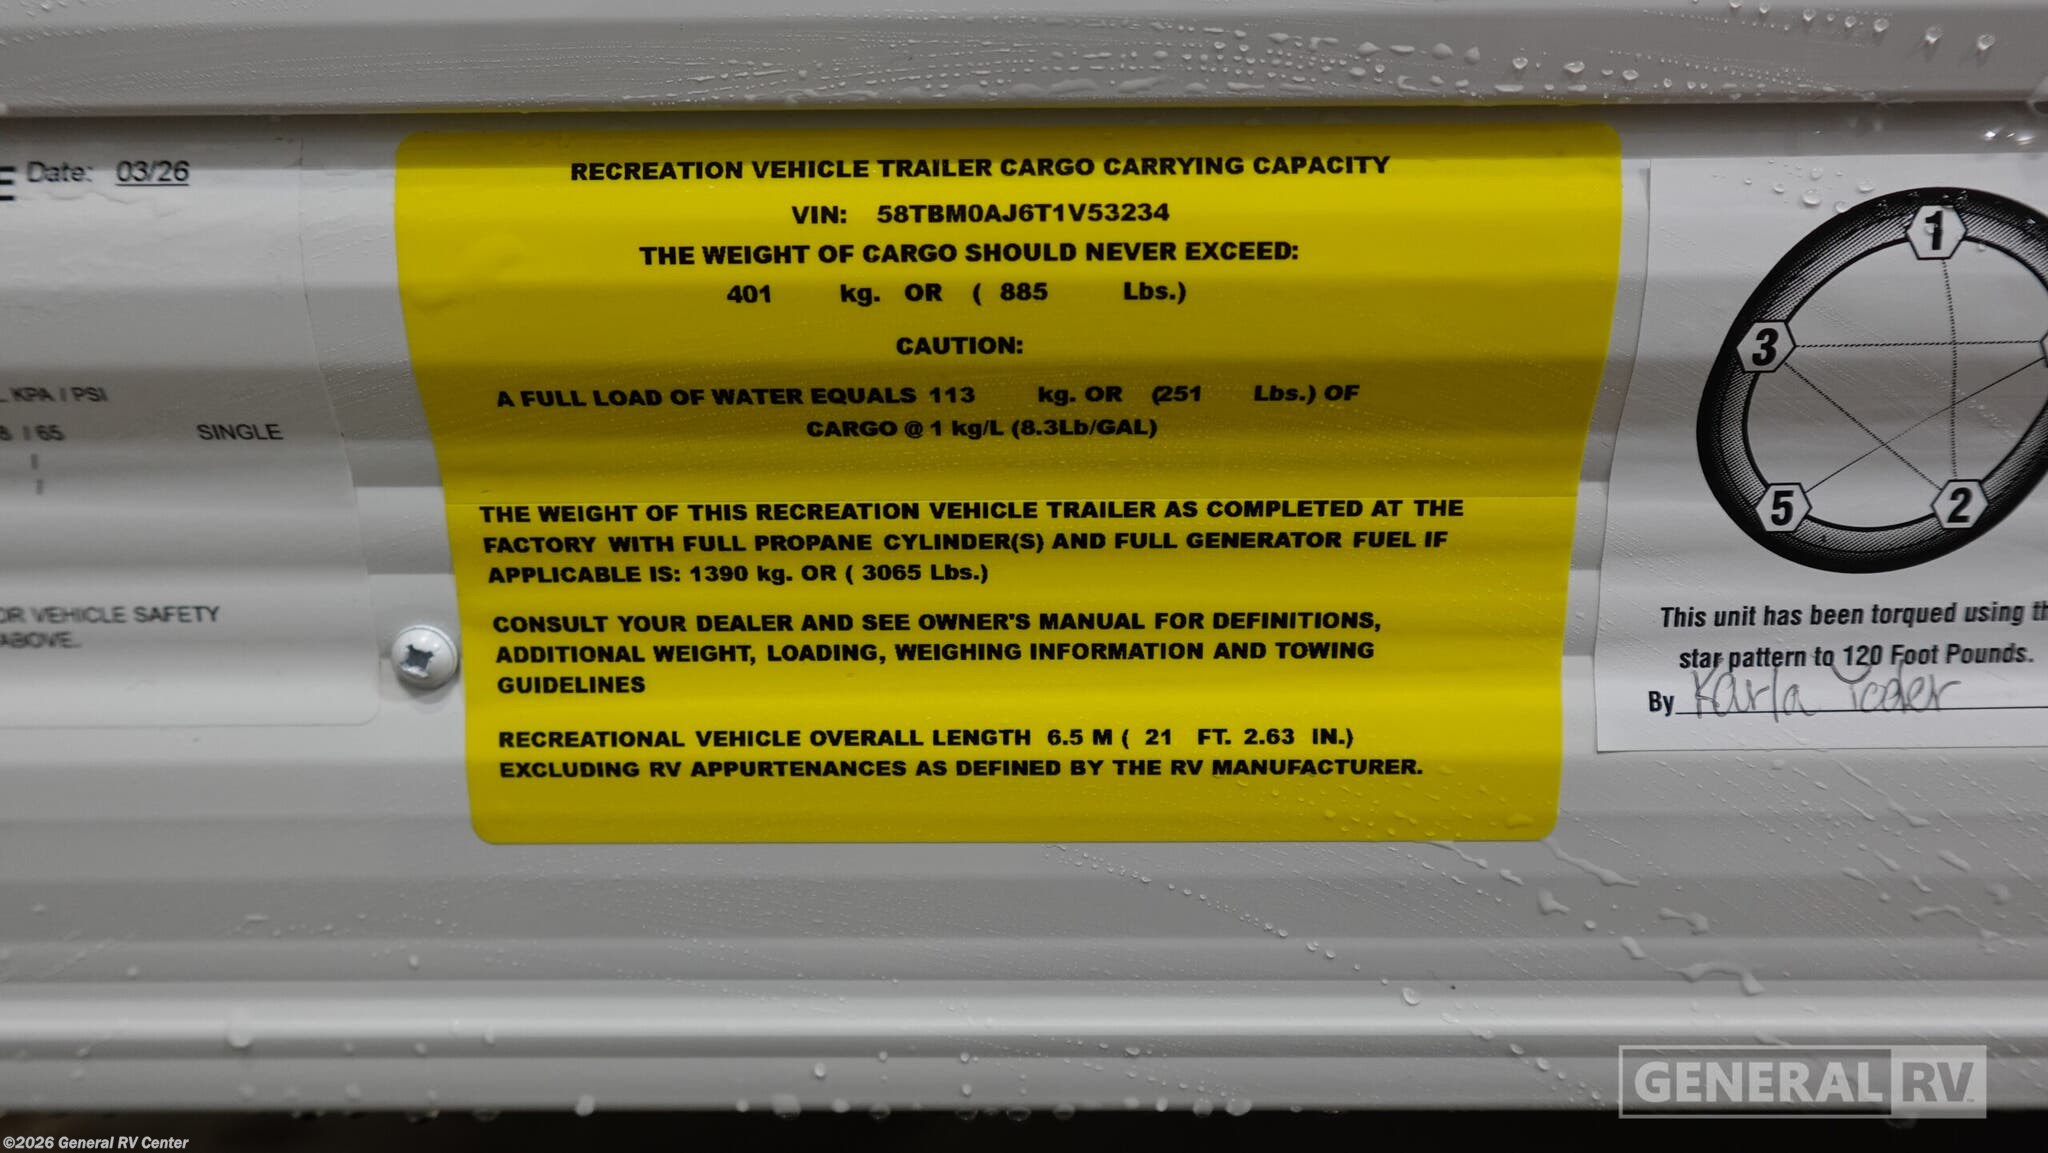 Date: 03/26
KPA / PSI
/ 65 SINGLE
VEHICLE SAFETY
ABOVE.
RECREATION VEHICLE TRAILER CARGO CARRYING CAPACITY
VIN: 58TBM0AJ6T1V53234
THE WEIGHT OF CARGO SHOULD NEVER EXCEED:
401 kg. OR ( 885 Lbs.)
CAUTION:
A FULL LOAD OF WATER EQUALS 113 kg. OR (251 Lbs.) OF
CARGO @ 1 kg/L (8.3Lb/GAL)
THE WEIGHT OF THIS RECREATION VEHICLE TRAILER AS COMPLETED AT THE
FACTORY WITH FULL PROPANE CYLINDER(S) AND FULL GENERATOR FUEL IF
APPLICABLE IS: 1390 kg. OR ( 3065 Lbs.)
CONSULT YOUR DEALER AND SEE OWNER'S MANUAL FOR DEFINITIONS,
ADDITIONAL WEIGHT, LOADING, WEIGHING INFORMATION AND TOWING
GUIDELINES
RECREATIONAL VEHICLE OVERALL LENGTH 6.5 M ( 21 FT. 2.63 IN.)
EXCLUDING RV APPURTENANCES AS DEFINED BY THE RV MANUFACTURER.
1
3
5
2
This unit has been torqued using
star pattern to 120 Foot Pounds.
By Karla Yoder
GENERAL RV
©2026 General RV Center